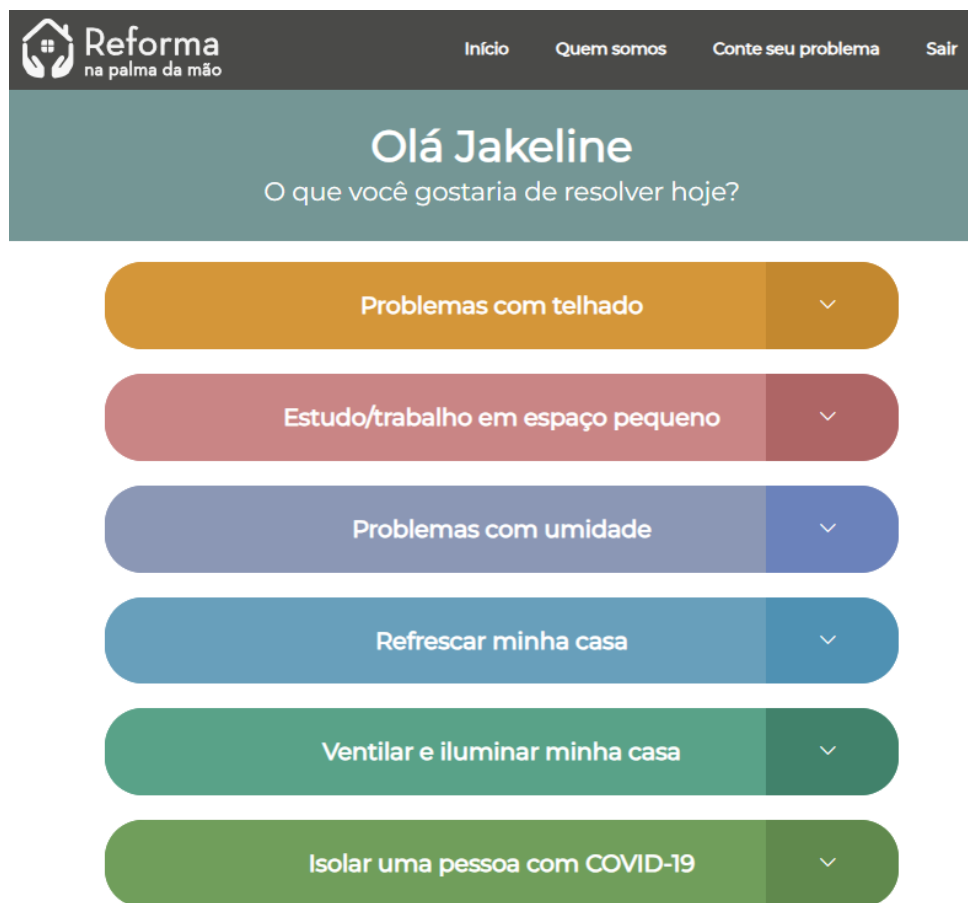 Reforma
na palma da mão
Início Quem somos Conte seu problema Sair
Olá Jakeline
O que você gostaria de resolver hoje?
Problemas com telhado
Estudo/trabalho em espaço pequeno
Problemas com umidade
Refrescar minha casa
Ventilar e iluminar minha casa
Isolar uma pessoa com COVID-19